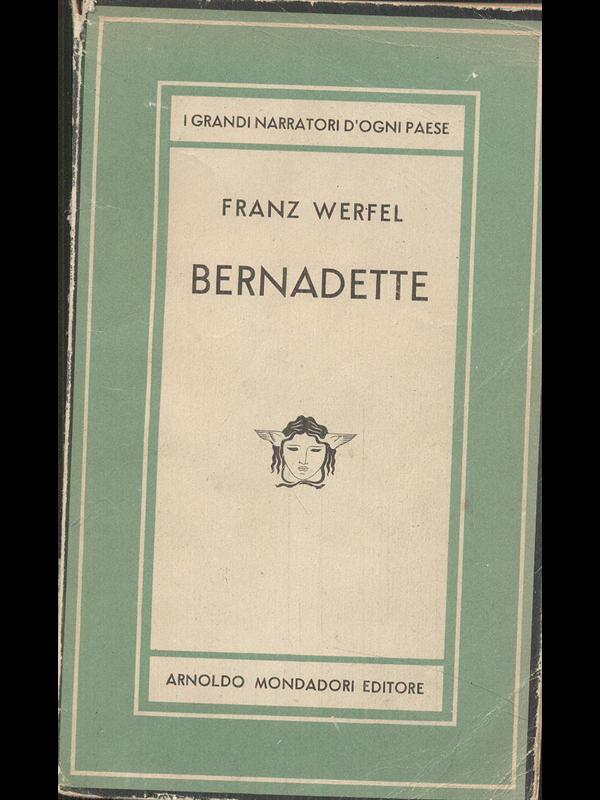 I GRANDI NARRATORI D'OGNI PAESE
FRANZ WERFEL
BERNADETTE
ARNOLDO MONDADORI EDITORE